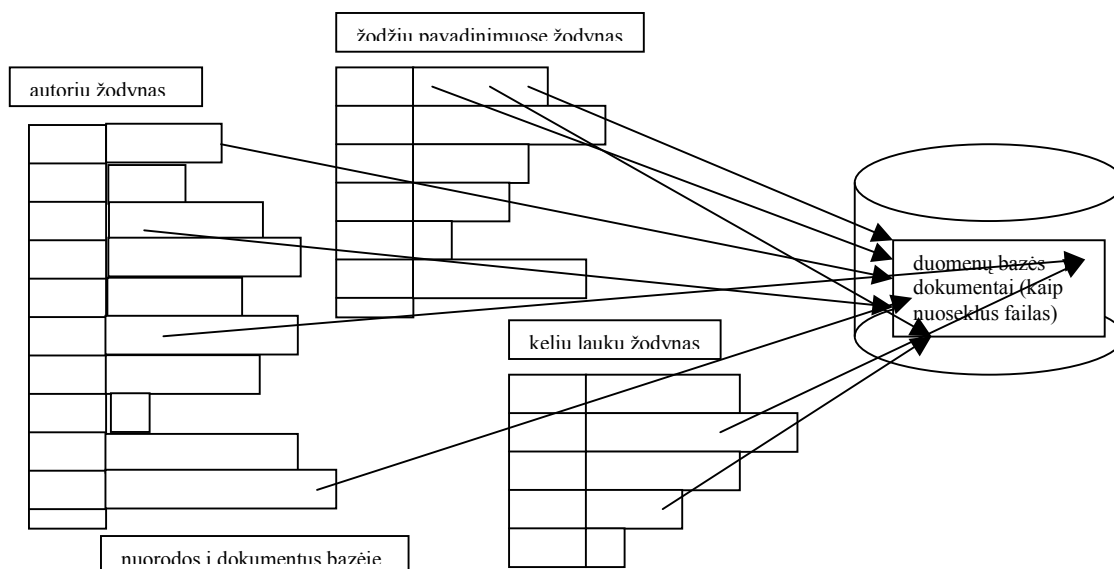 žodžių pavadinimuose žodynas
autorių žodynas
duomenų bazės
dokumentai (kaip
nuoseklus failas)
kelių laukų žodynas
nuorodos į dokumentus bazėje